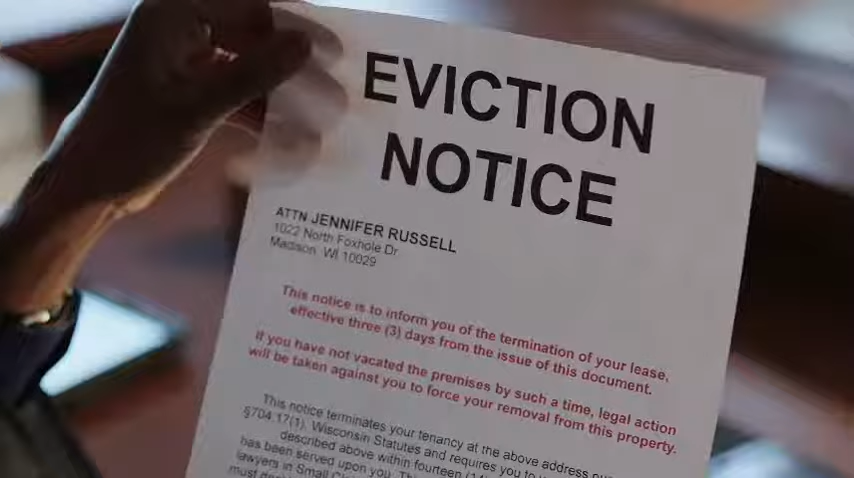 EVICTION
NOTICE
ATTN JENNIFER RUSSELL
1022 North Foxhole Dr
Madison WI 10029
This notice is to inform you of the termination of your lease,
effective three (3) days from the issue of this document.
If you have not vacated the premises by such a time, legal action
will be taken against you to force your removal from this property.
This notice terminates your tenancy at the above address
§704.17(1). Wisconsin Statutes and requires you to
described above within fourteen
has been served upon you.
lawyers in Small
must